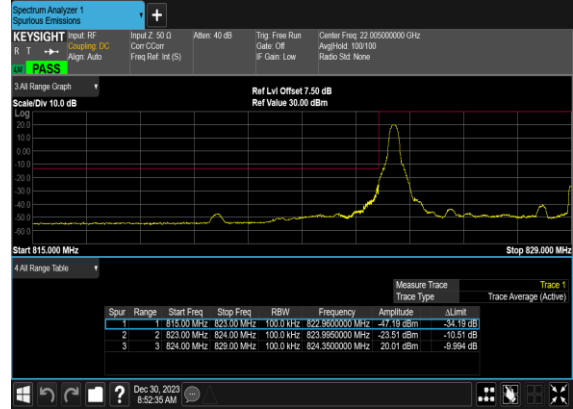 Spectrum Analyzer 1
Spurious Emissions
KEYSIGHT Input: RF Input Z: 50 Ω Atten: 40 dB Trig: Free Run Center Freq: 22.005000000 GHz
R T Coupling: DC Corr CCorr Gate: Off Avg|Hold: 100/100
Align: Auto Freq Ref: Int (S) IF Gain: Low Radio Std: None
PASS
3 All Range Graph
Ref Lvl Offset 7.50 dB
Scale/Div 10.0 dB Ref Value 30.00 dBm
Log
20.0
10.0
0.00
-10.0
-20.0
-30.0
-40.0
-50.0
-60.0
Start 815.000 MHz Stop 829.000 MHz
4 All Range Table
Measure Trace Trace 1
Trace Type Trace Average (Active)
Spur Range Start Freq Stop Freq RBW Frequency Amplitude ΔLimit
1 1 815.00 MHz 823.00 MHz 100.0 kHz 822.9600000 MHz -47.19 dBm -34.19 dB
2 2 823.00 MHz 824.00 MHz 100.0 kHz 823.9950000 MHz -23.51 dBm -10.51 dB
3 3 824.00 MHz 829.00 MHz 100.0 kHz 824.3500000 MHz 20.01 dBm -9.994 dB
? Dec 30, 2023
8:52:35 AM